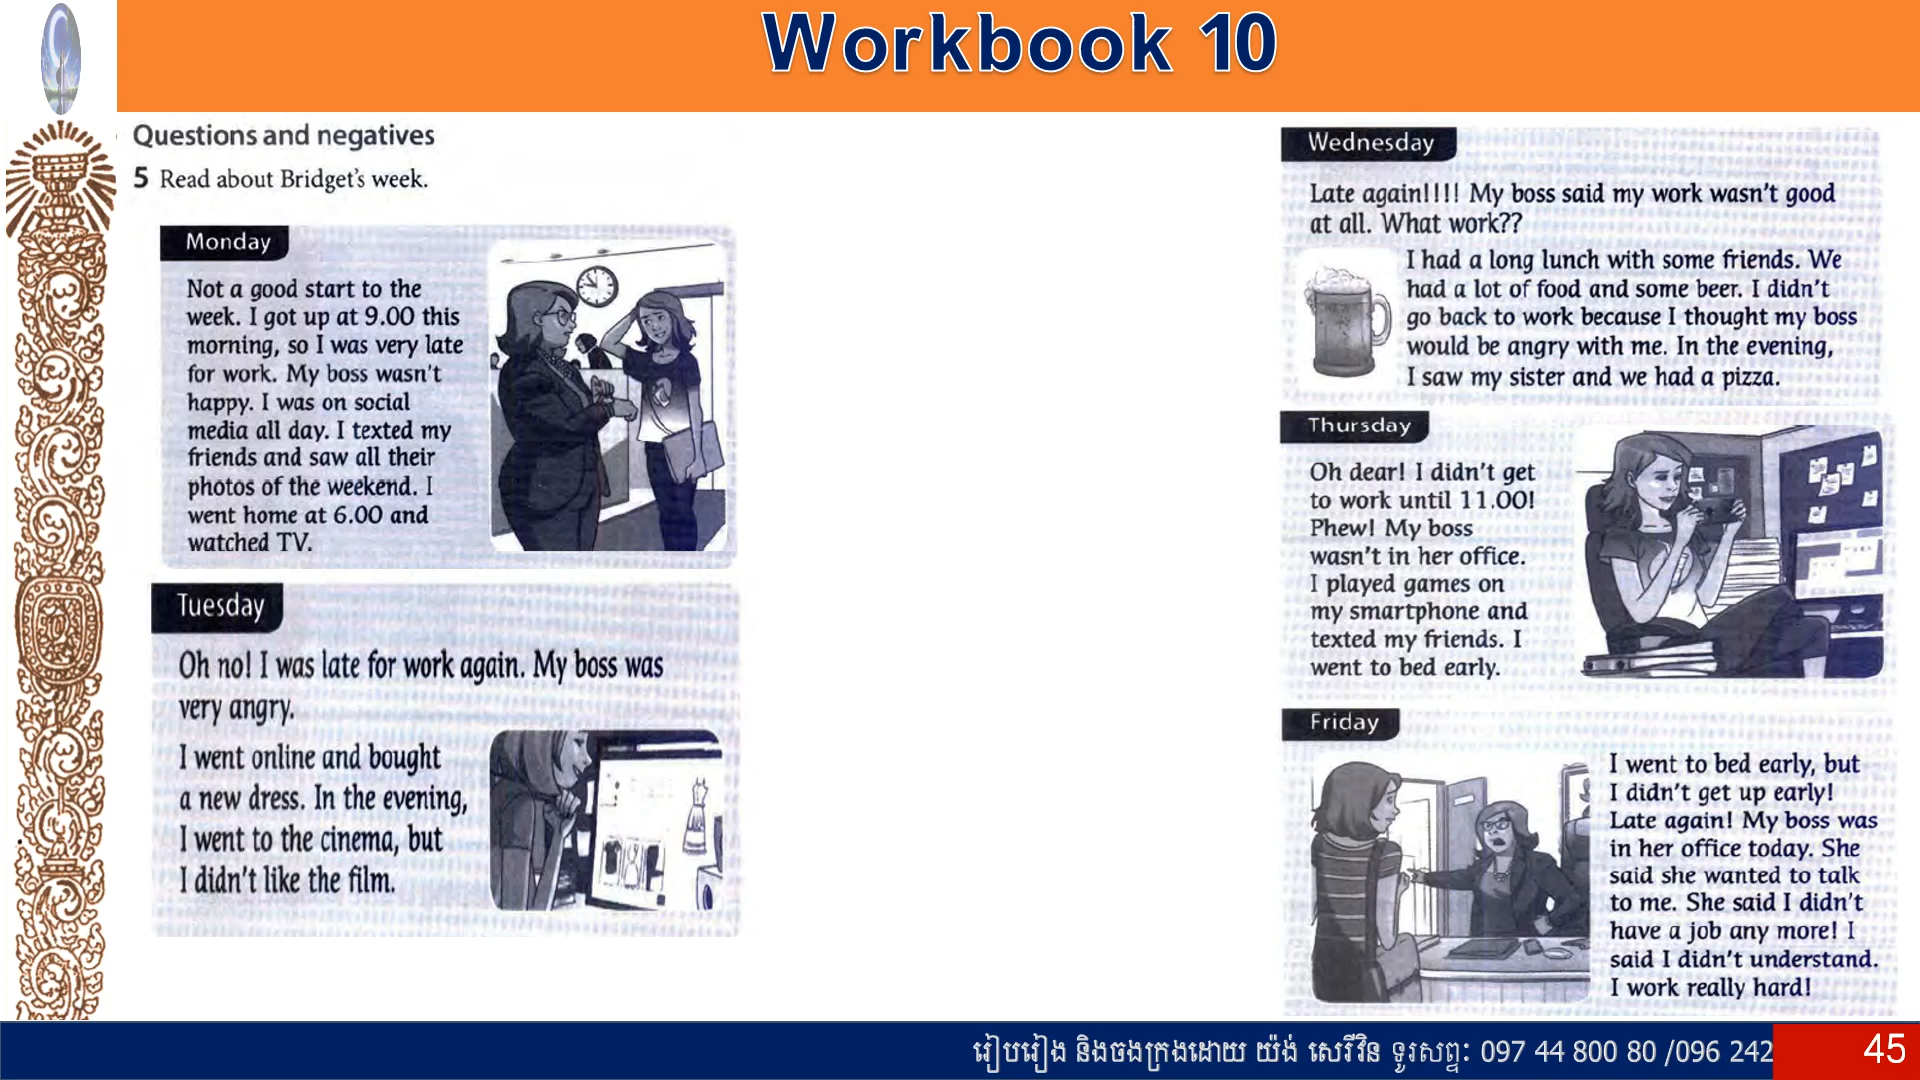 Workbook 10
Questions and negatives
5 Read about Bridget's week.
Monday
Not a good start to the
week. I got up at 9.00 this
morning, so I was very late
for work. My boss wasn't
happy. I was on social
media all day. I texted my
friends and saw all their
photos of the weekend. I
went home at 6.00 and
watched TV.
Tuesday
Oh no! I was late for work again. My boss was
very angry.
I went online and bought
a new dress. In the evening,
I went to the cinema, but
I didn't like the film.
Wednesday
Late again!!!! My boss said my work wasn't good
at all. What work??
I had a long lunch with some friends. We
had a lot of food and some beer. I didn't
go back to work because I thought my boss
would be angry with me. In the evening,
I saw my sister and we had a pizza.
Thursday
Oh dear! I didn't get
to work until 11.00!
Phew! My boss
wasn't in her office.
I played games on
my smartphone and
texted my friends. I
went to bed early.
Friday
I went to bed early, but
I didn't get up early!
Late again! My boss was
in her office today. She
said she wanted to talk
to me. She said I didn't
have a job any more! I
said I didn't understand.
I work really hard!
រៀបរៀង និងចងក្រងដោយ យ៉ង់ សេរីវិន ទូរសព្ទ: 097 44 800 80 /096 242
45